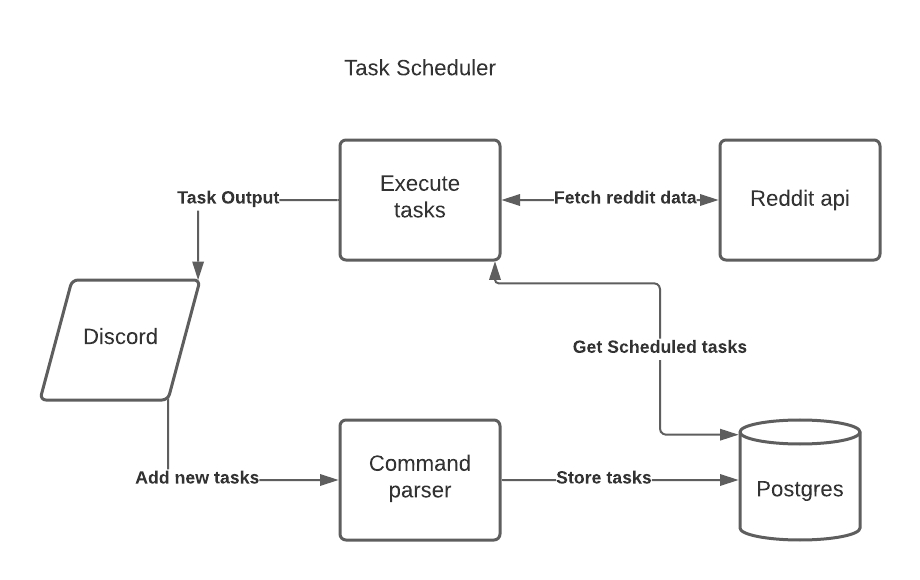 Task Scheduler
Execute
tasks
Task Output
Fetch reddit data
Reddit api
Discord
Get Scheduled tasks
Command
parser
Add new tasks
Store tasks
Postgres